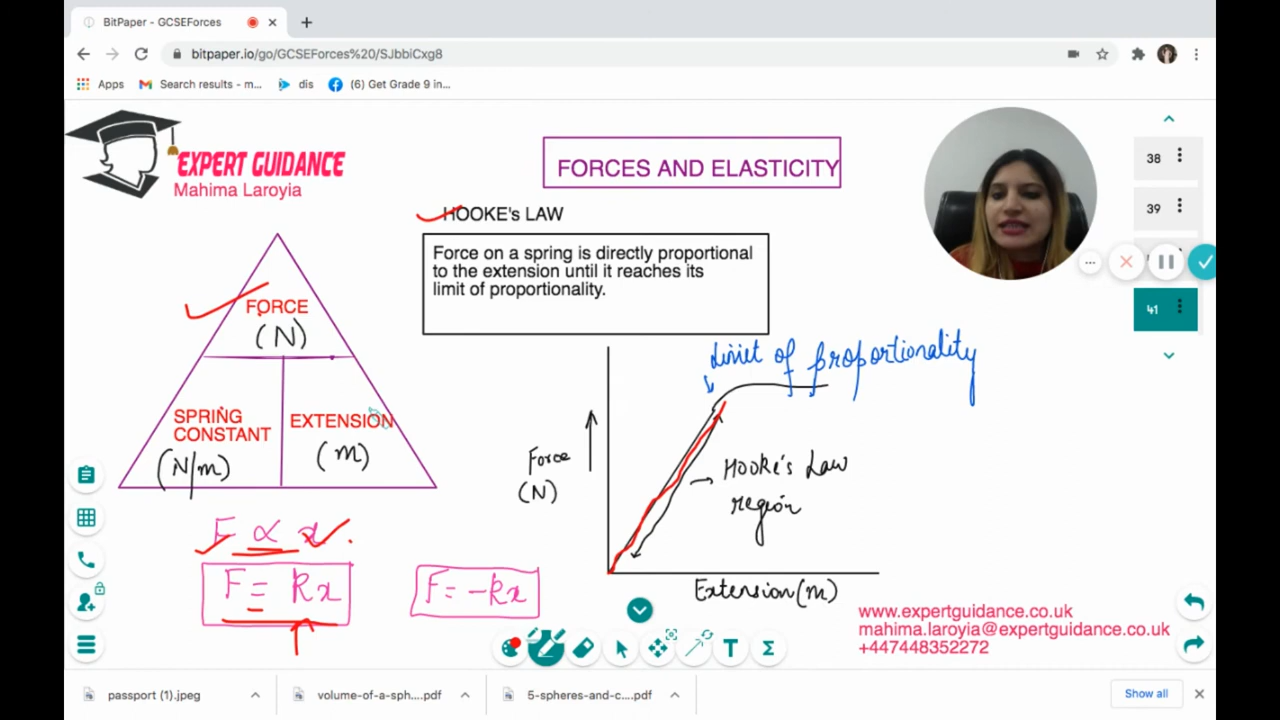 BitPaper - GCSEForces
bitpaper.io/go/GCSEForces%20/SJbbiCxg8
Apps
Search results - m...
dis
(6) Get Grade 9 in...
EXPERT GUIDANCE
Mahima Laroyia
FORCES AND ELASTICITY
HOOKE's LAW
Force on a spring is directly proportional
to the extension until it reaches its
limit of proportionality.
FORCE
(N)
SPRING
CONSTANT
(N/m)
EXTENSION
(m)
F ∝ x
F = kx
F = -kx
Limit of proportionality
Force
(N)
Hooke's Law
region
Extension (m)
38
39
41
www.expertguidance.co.uk
mahima.laroyia@expertguidance.co.uk
+447448352272
passport (1).jpeg
volume-of-a-sph....pdf
5-spheres-and-c....pdf
Show all